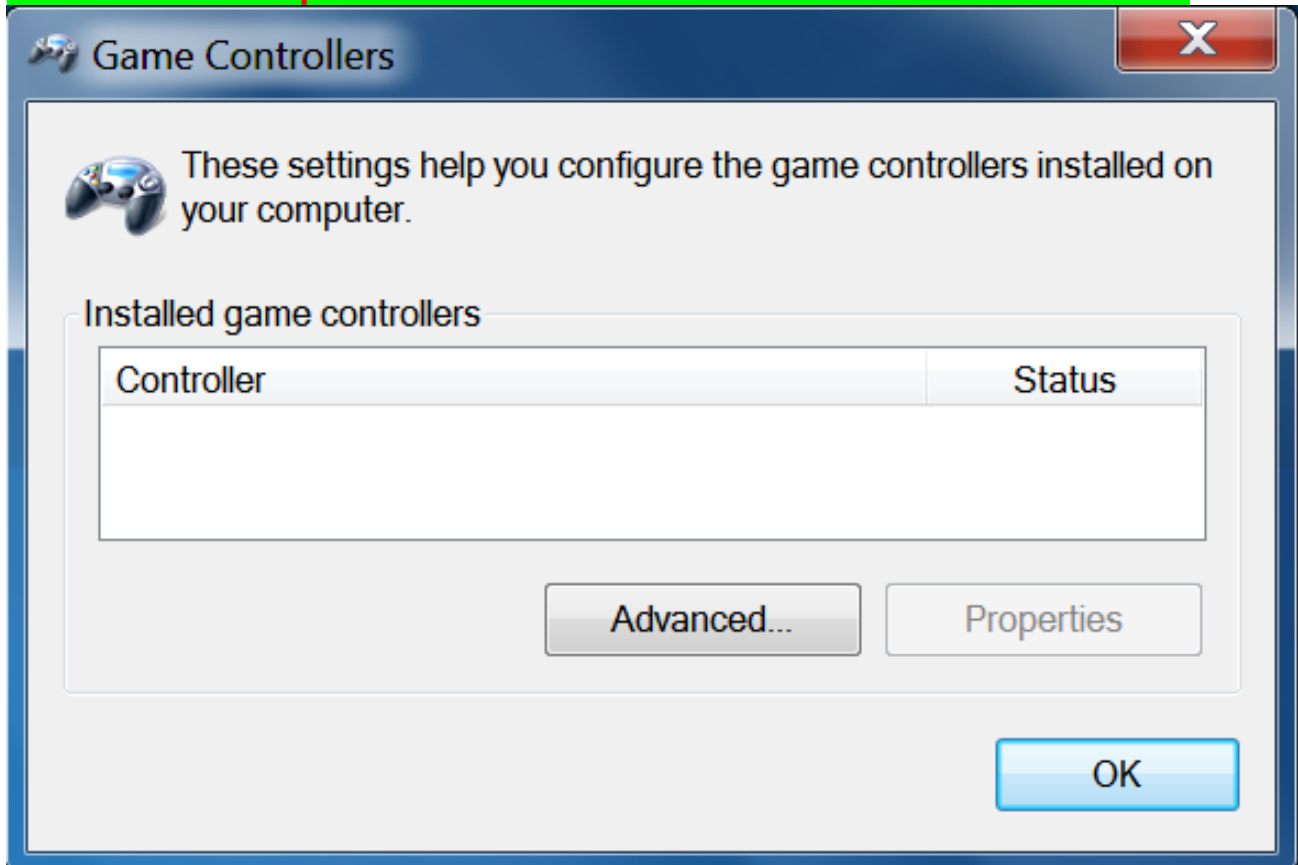 Game Controllers
These settings help you configure the game controllers installed on
your computer.
Installed game controllers
Controller Status
Advanced... Properties
OK